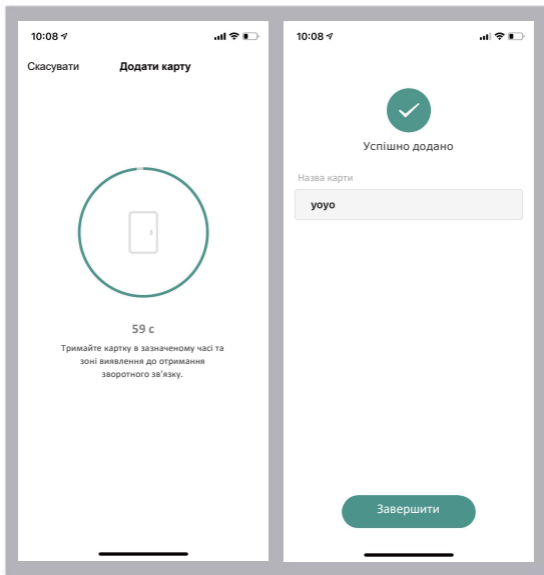 10:08
Скасувати Додати карту
59 с
Тримайте картку в зазначеному часі та
зоні виявлення до отримання
зворотного зв'язку.
10:08
Успішно додано
Назва карти
yoyo
Завершити